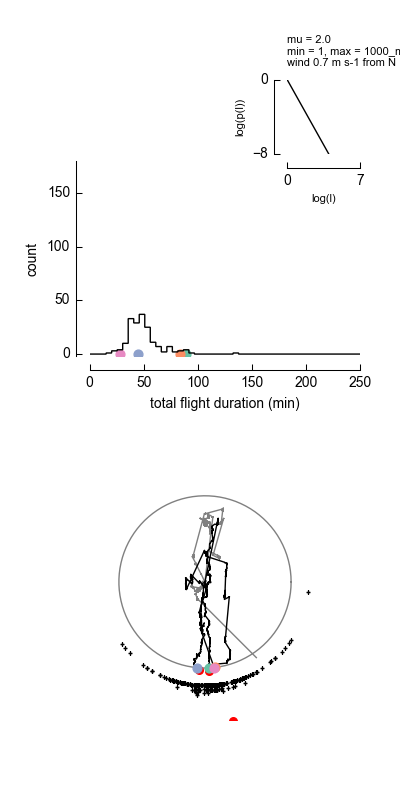 mu = 2.0
min = 1, max = 1000_m
wind 0.7 m s-1 from N
0
−8
log(p(l))
0 7
log(l)
150
100
50
0
count
0 50 100 150 200 250
total flight duration (min)